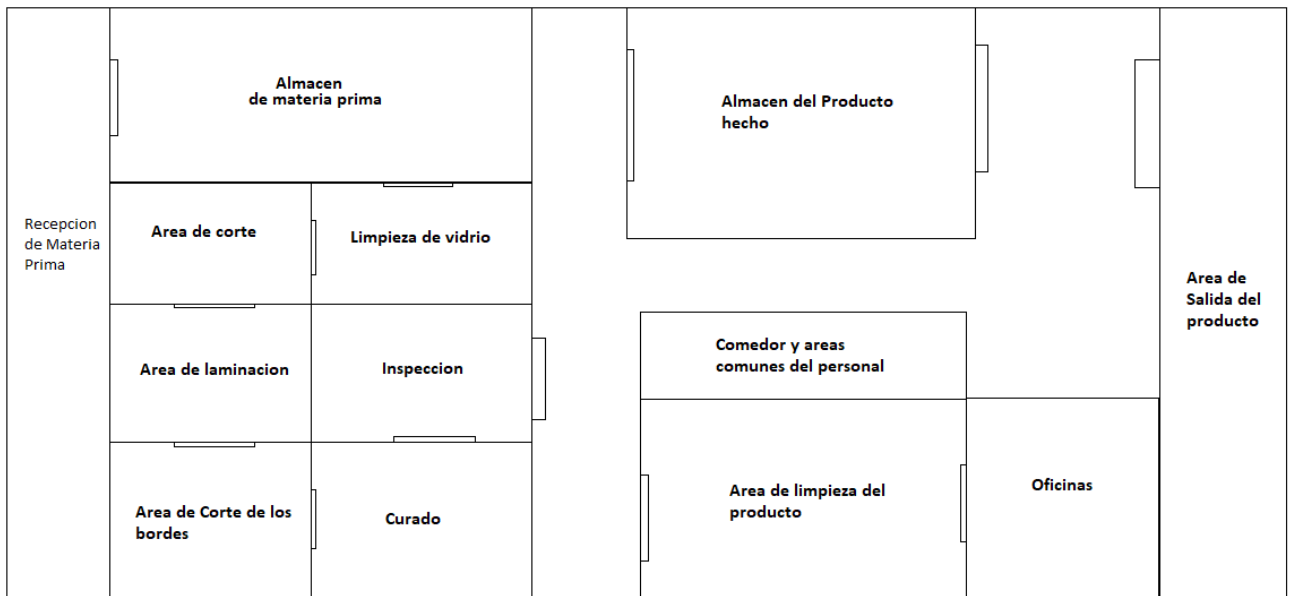 Almacen
de materia prima
Almacen del Producto
hecho
Recepcion
de Materia
Prima
Area de corte
Limpieza de vidrio
Area de
Salida del
producto
Area de laminacion
Inspeccion
Comedor y areas
comunes del personal
Area de Corte de los
bordes
Curado
Area de limpieza del
producto
Oficinas